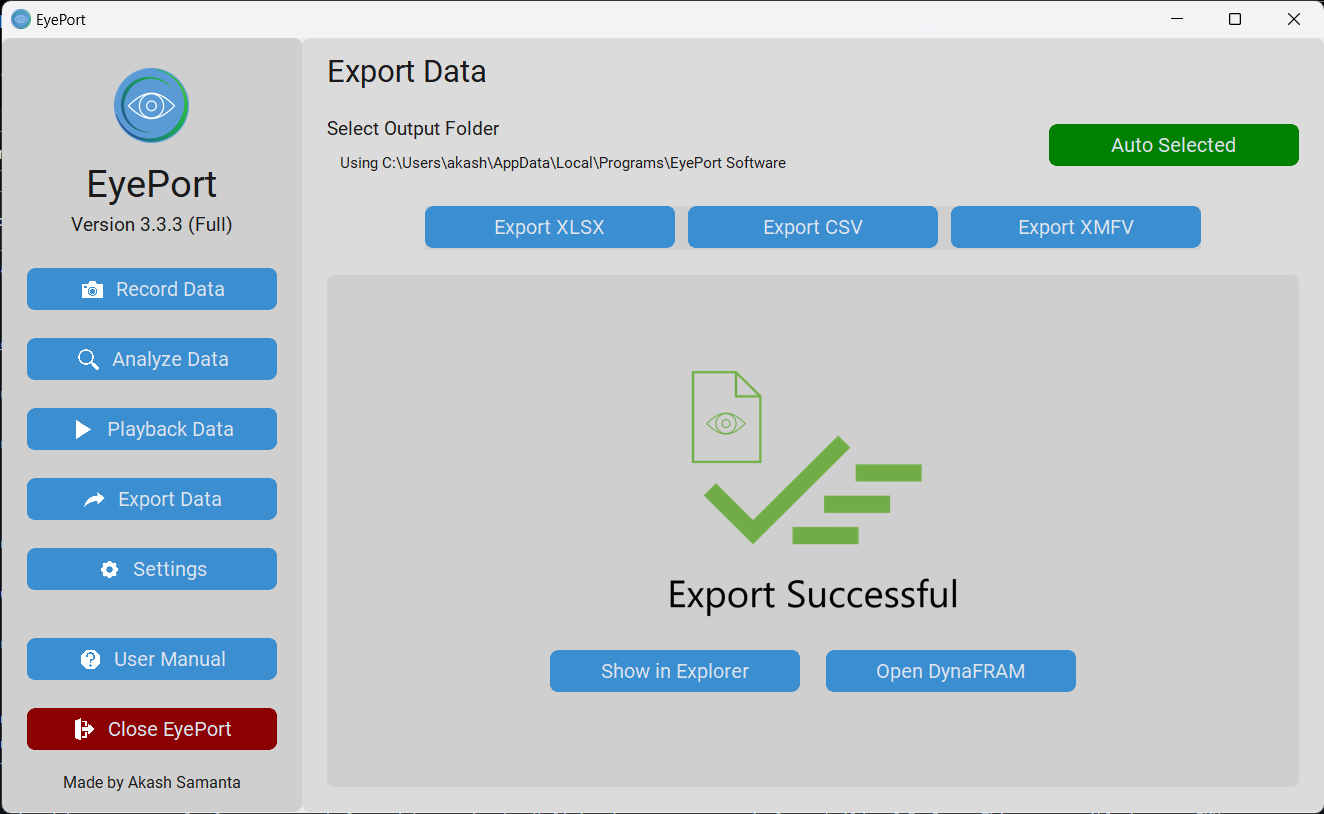 EyePort
EyePort
Version 3.3.3 (Full)
Record Data
Analyze Data
Playback Data
Export Data
Settings
User Manual
Close EyePort
Made by Akash Samanta
Export Data
Select Output Folder
Using C:\Users\akash\AppData\Local\Programs\EyePort Software
Auto Selected
Export XLSX
Export CSV
Export XMFV
Export Successful
Show in Explorer
Open DynaFRAM